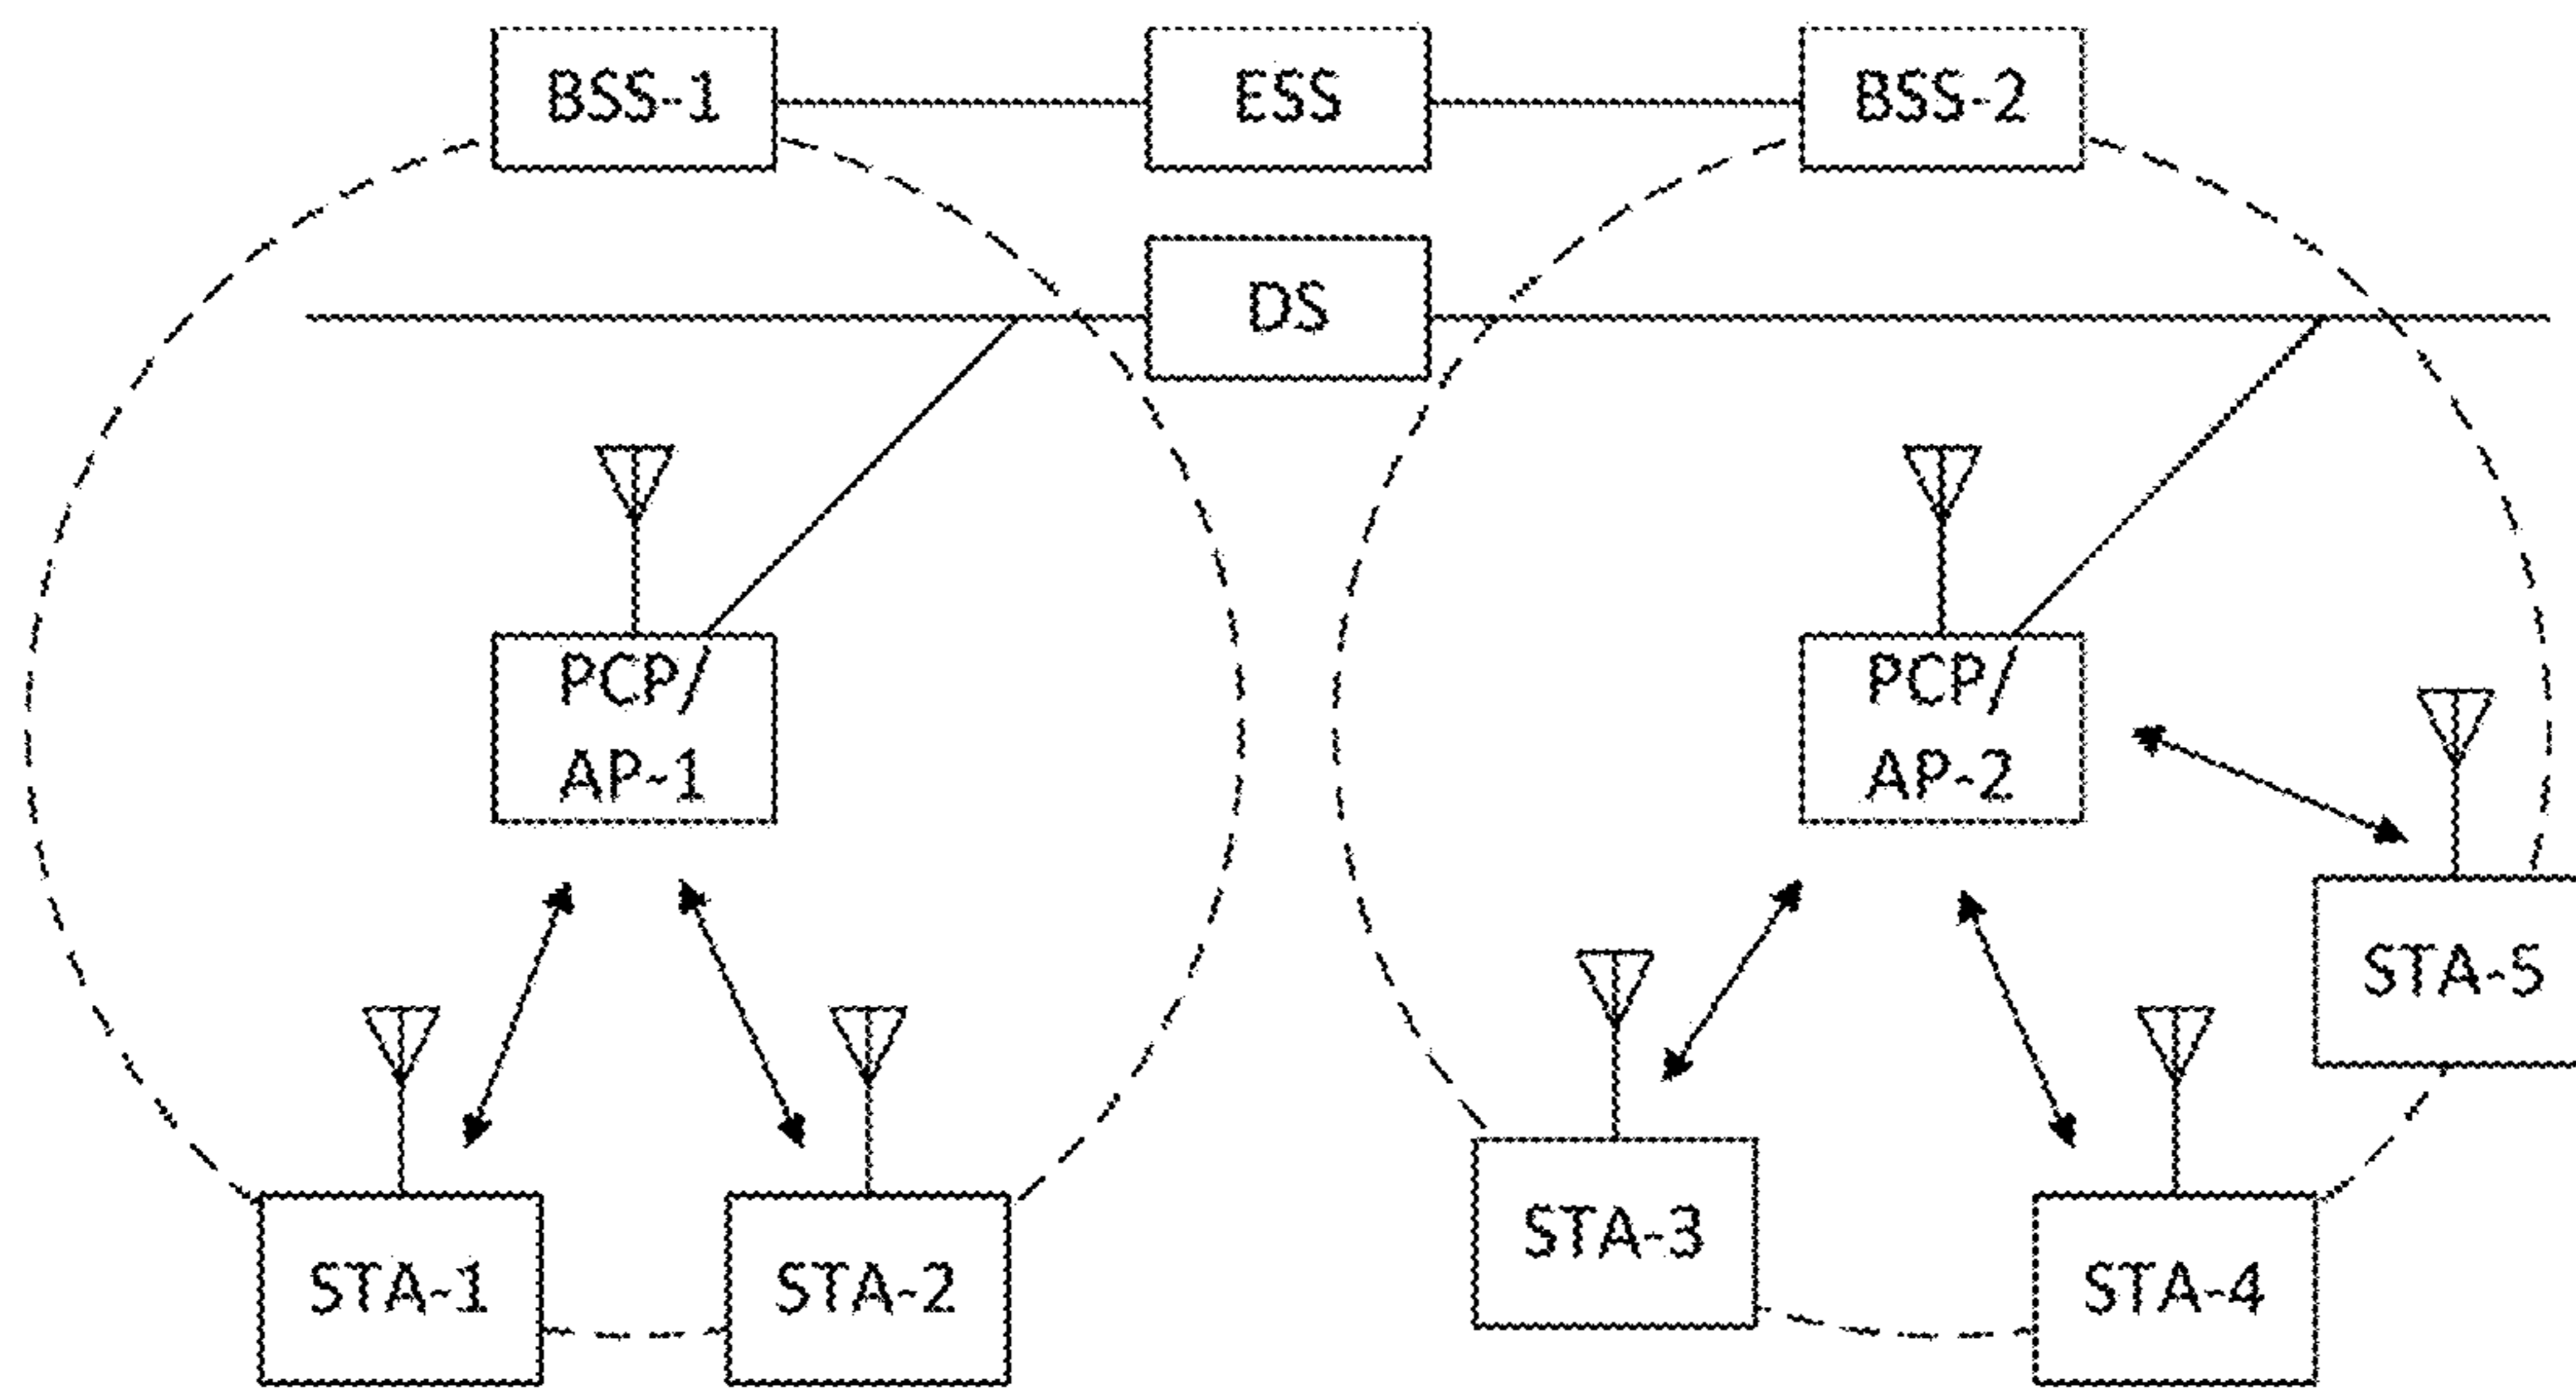 BSS-1
ESS
BSS-2
DS
PCP/
AP-1
PCP/
AP-2
STA-5
STA-3
STA-4
STA-1
STA-2